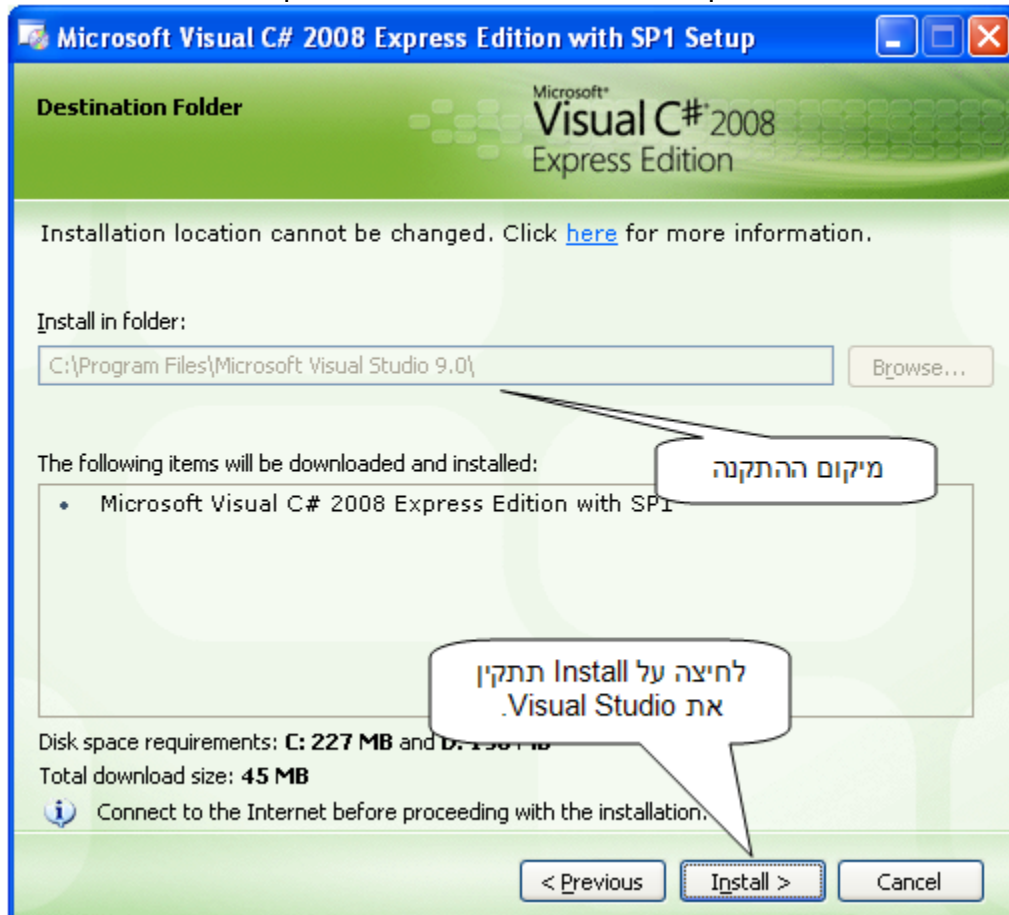 Microsoft Visual C# 2008 Express Edition with SP1 Setup
Destination Folder
Microsoft
Visual C# 2008
Express Edition
Installation location cannot be changed. Click here for more information.
Install in folder:
C:\Program Files\Microsoft Visual Studio 9.0\
Browse...
מיקום ההתקנה
The following items will be downloaded and installed:
• Microsoft Visual C# 2008 Express Edition with SP1
לחיצה על Install תתקין
את Visual Studio.
Disk space requirements: C: 227 MB and
Total download size: 45 MB
Connect to the Internet before proceeding with the installation.
< Previous
Install >
Cancel